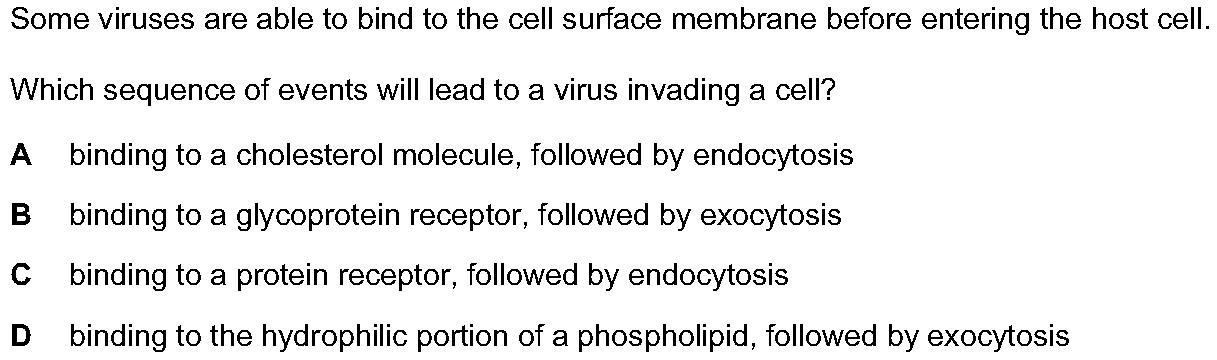 Some viruses are able to bind to the cell surface membrane before entering the host cell.
Which sequence of events will lead to a virus invading a cell?
A binding to a cholesterol molecule, followed by endocytosis
B binding to a glycoprotein receptor, followed by exocytosis
C binding to a protein receptor, followed by endocytosis
D binding to the hydrophilic portion of a phospholipid, followed by exocytosis